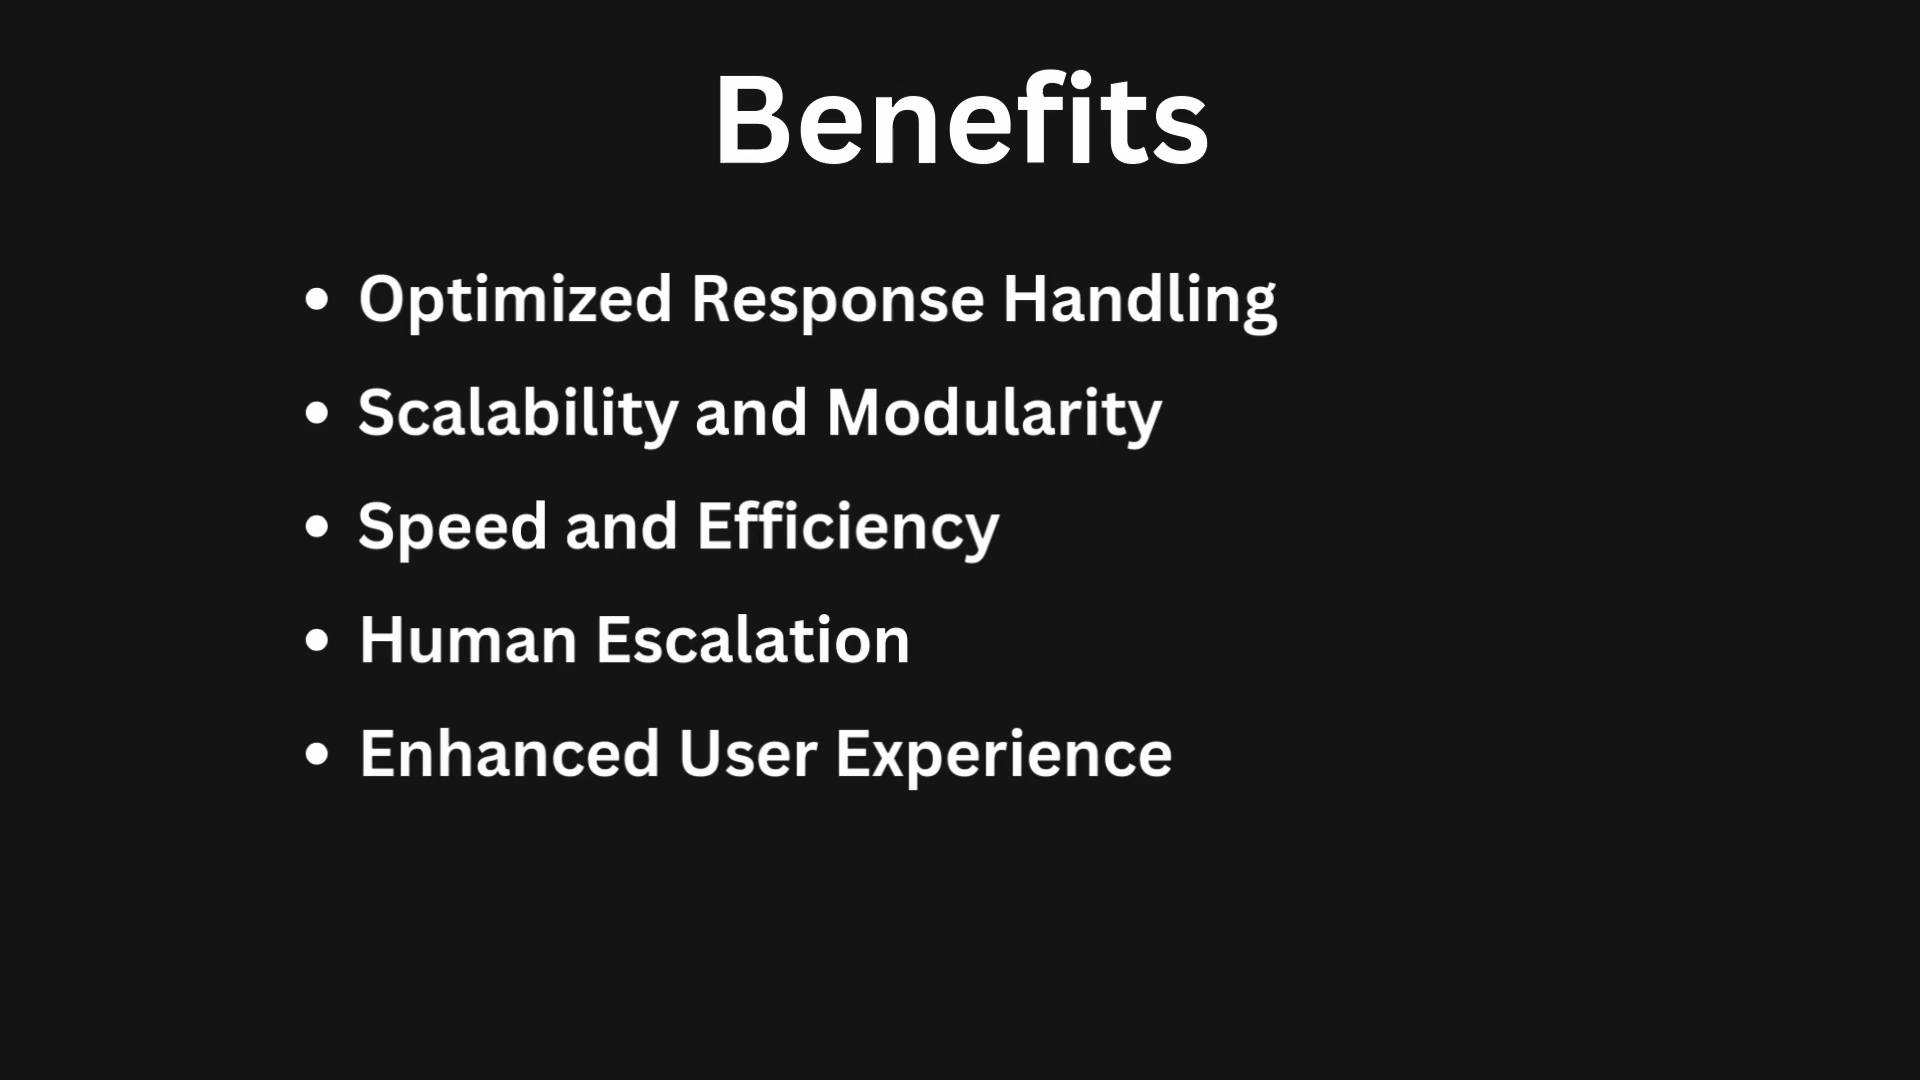 Benefits
• Optimized Response Handling
• Scalability and Modularity
• Speed and Efficiency
• Human Escalation
• Enhanced User Experience